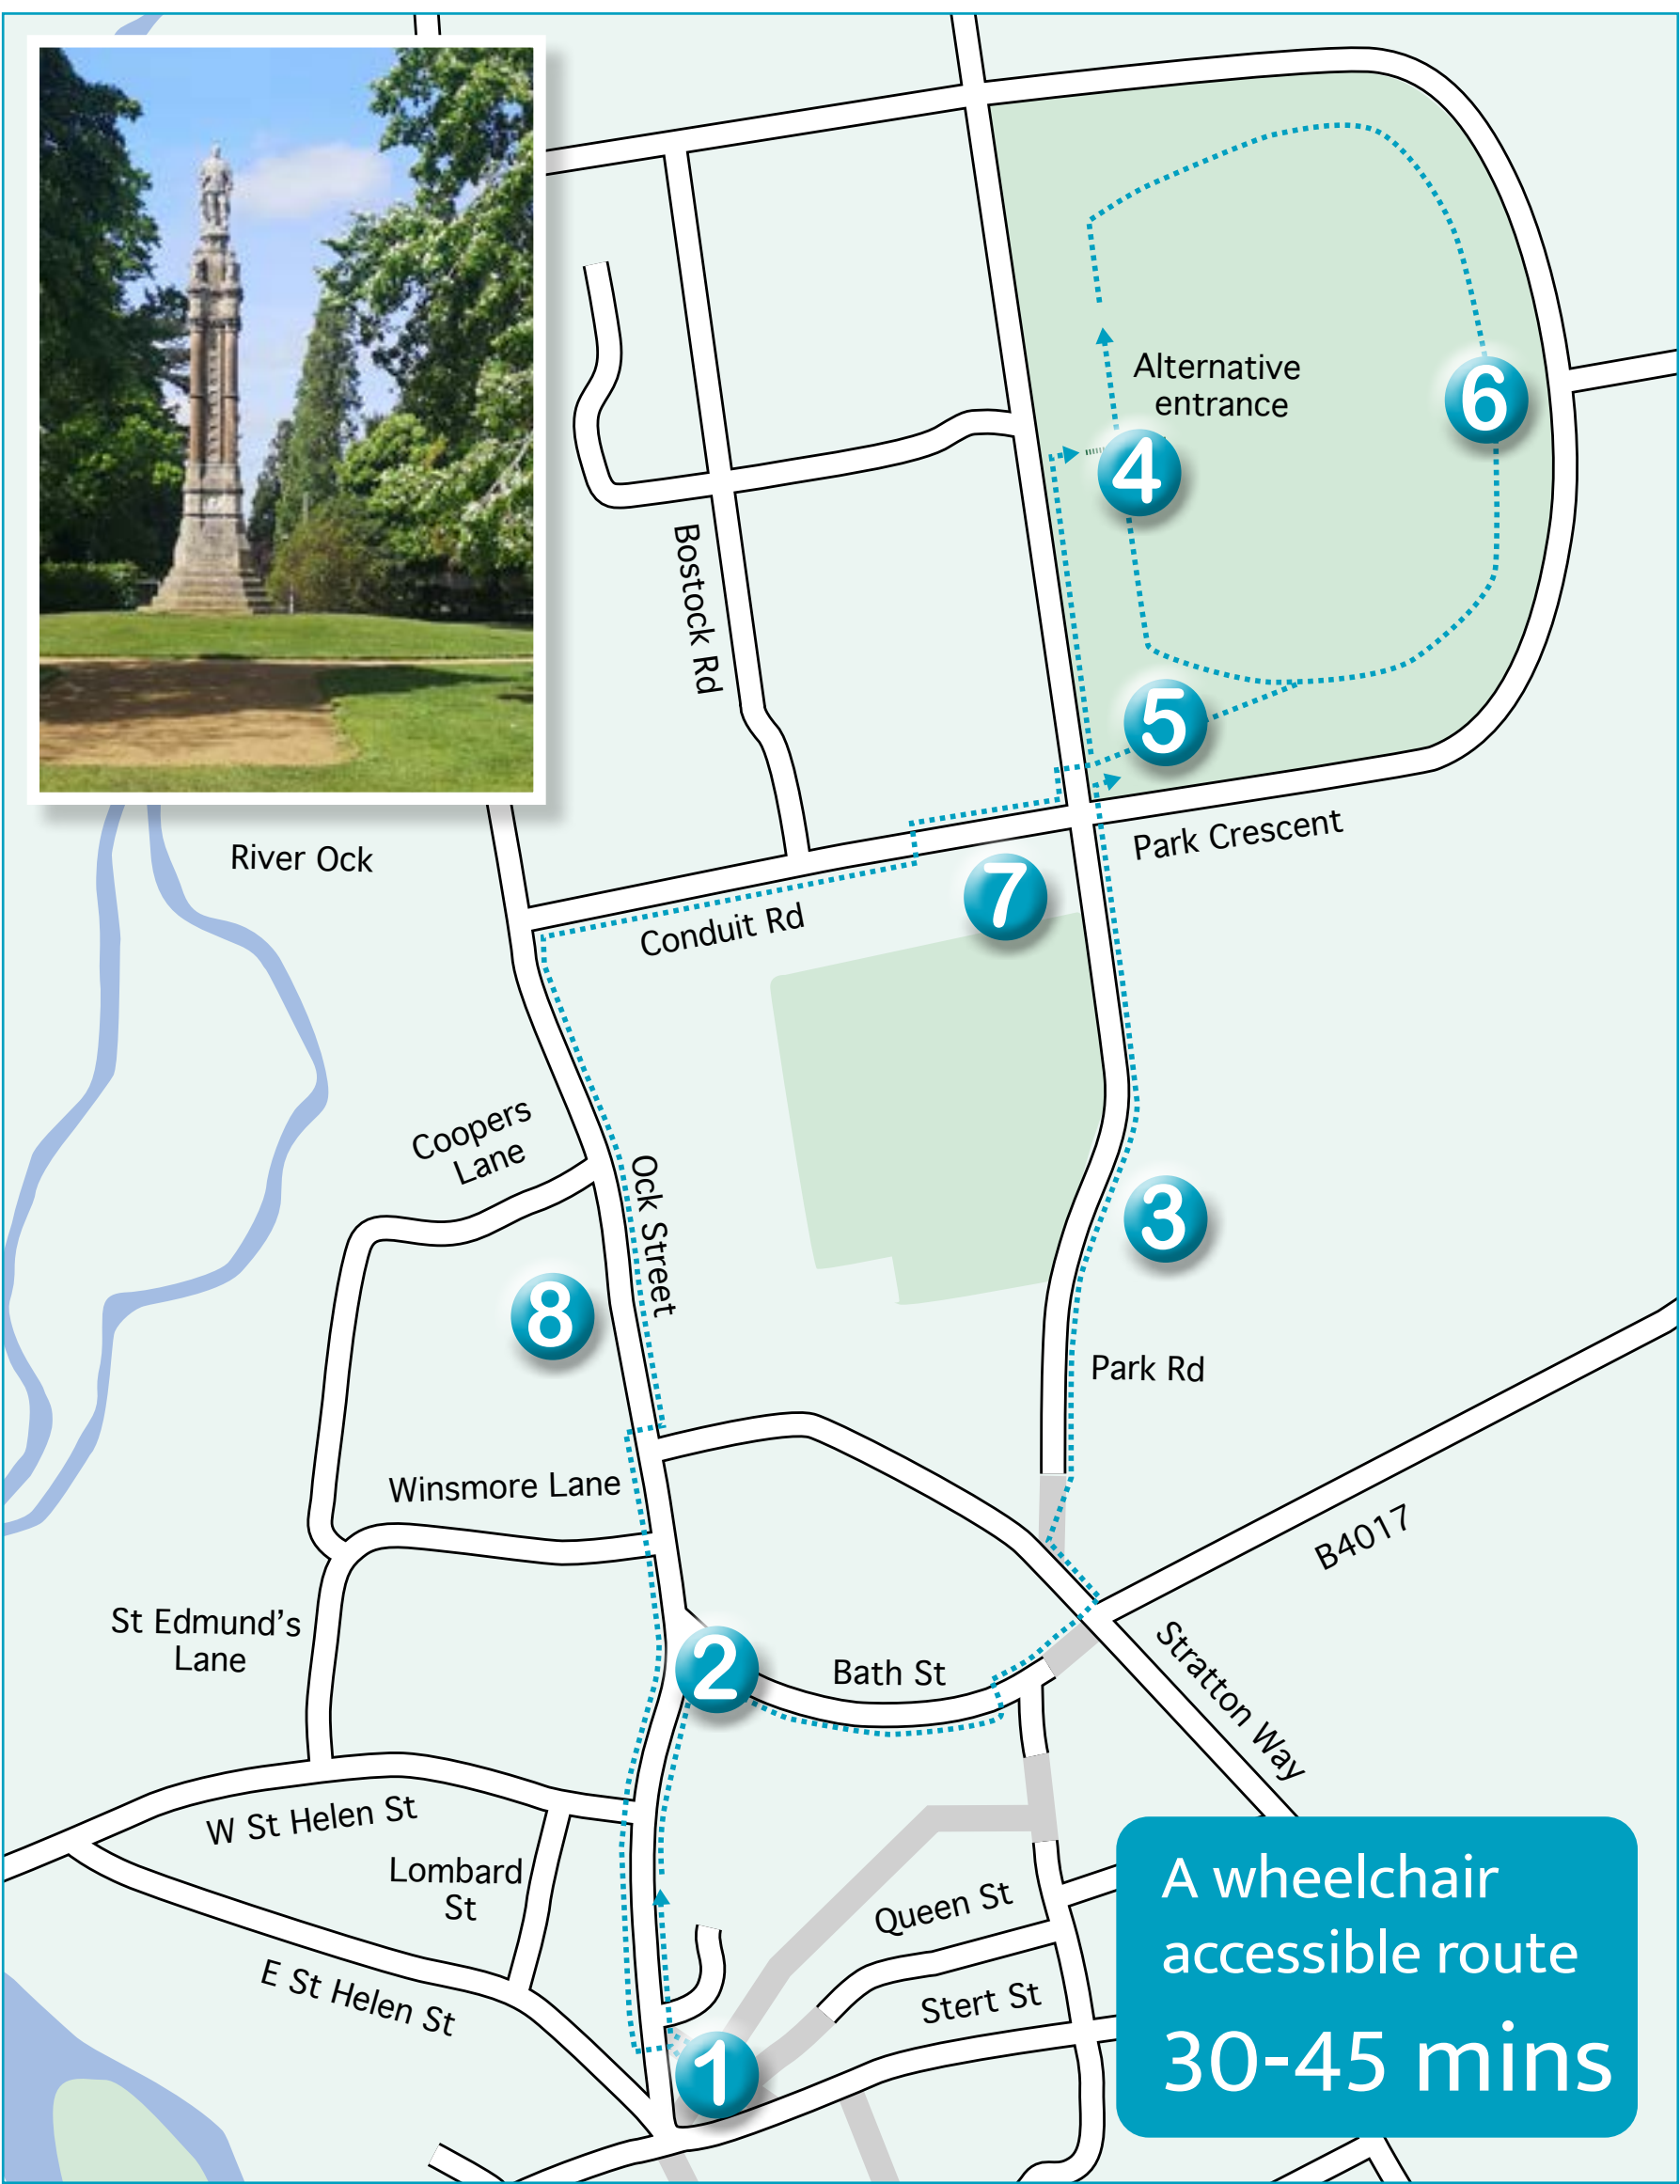 Alternative
entrance
6
4
Bostock Rd
5
Park Crescent
River Ock
7
Conduit Rd
Coopers
Lane
Ock Street
3
8
Park Rd
Winsmore Lane
B4017
St Edmund's
Lane
2
Bath St
Stratton Way
W St Helen St
Lombard
St
Queen St
E St Helen St
Stert St
1
A wheelchair
accessible route
30-45 mins